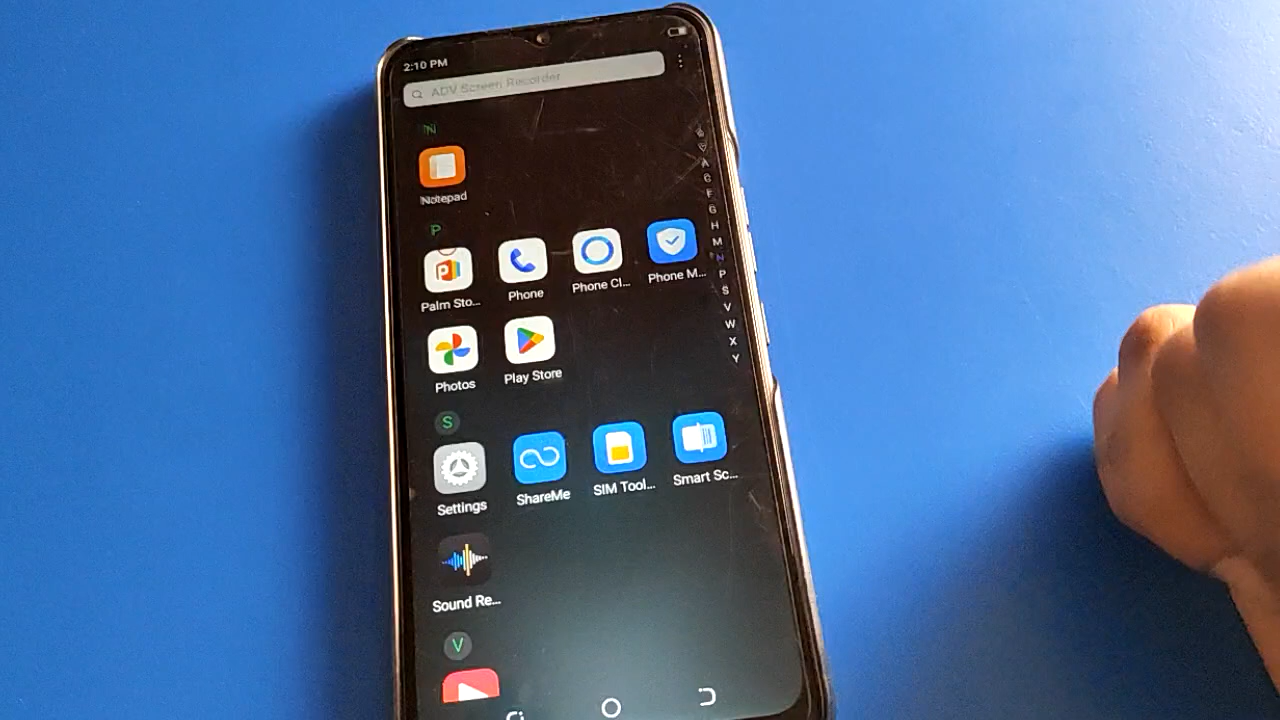 2:10 PM
ADV Screen Recorder
N
Notepad
P
Palm Sto...
Phone
Phone Cl...
Phone M...
Photos
Play Store
S
Settings
ShareMe
SIM Tool...
Smart Sc...
Sound Re...
V
A
C
F
G
H
M
N
P
S
V
W
X
Y